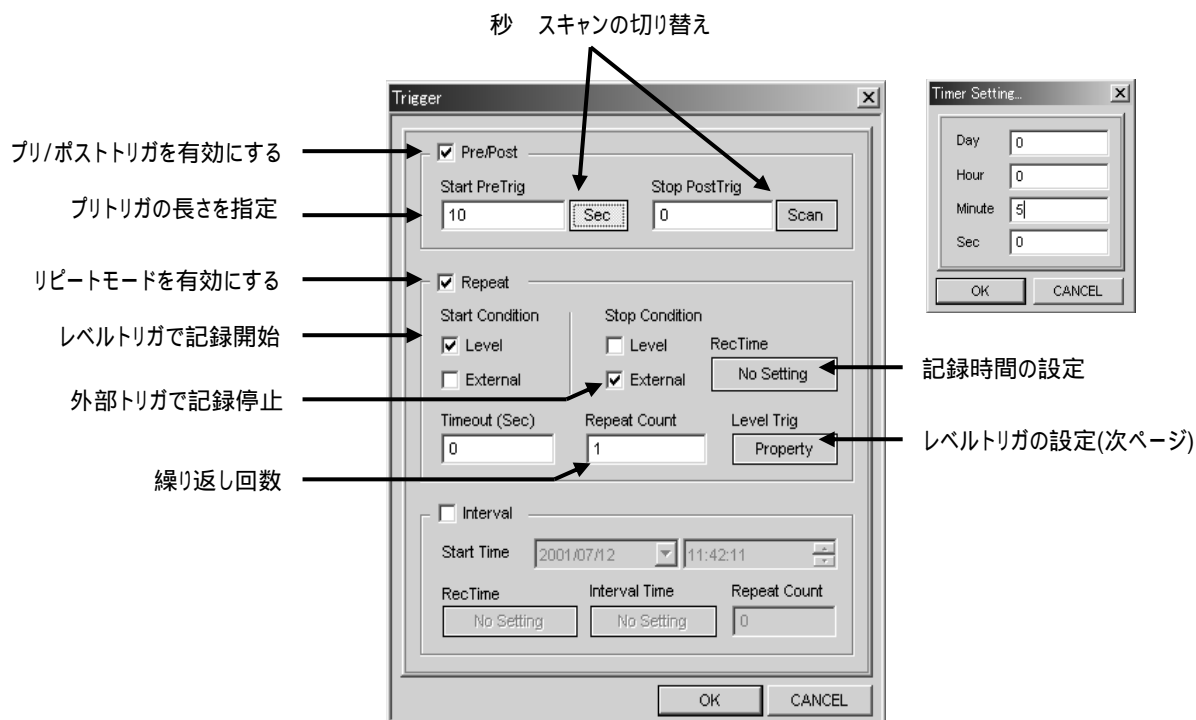 秒　スキャンの切り替え
Trigger
プリ/ポストトリガを有効にする
Pre/Post
Start PreTrig
Stop PostTrig
プリトリガの長さを指定
10
Sec
0
Scan
リピートモードを有効にする
Repeat
Start Condition
Stop Condition
レベルトリガで記録開始
Level
Level
RecTime
External
External
No Setting
記録時間の設定
外部トリガで記録停止
Timeout (Sec)
Repeat Count
Level Trig
0
1
Property
レベルトリガの設定(次ページ)
繰り返し回数
Interval
Start Time
2001/07/12
11:42:11
RecTime
Interval Time
Repeat Count
No Setting
No Setting
0
OK
CANCEL
Timer Setting...
Day
0
Hour
0
Minute
5
Sec
0
OK
CANCEL